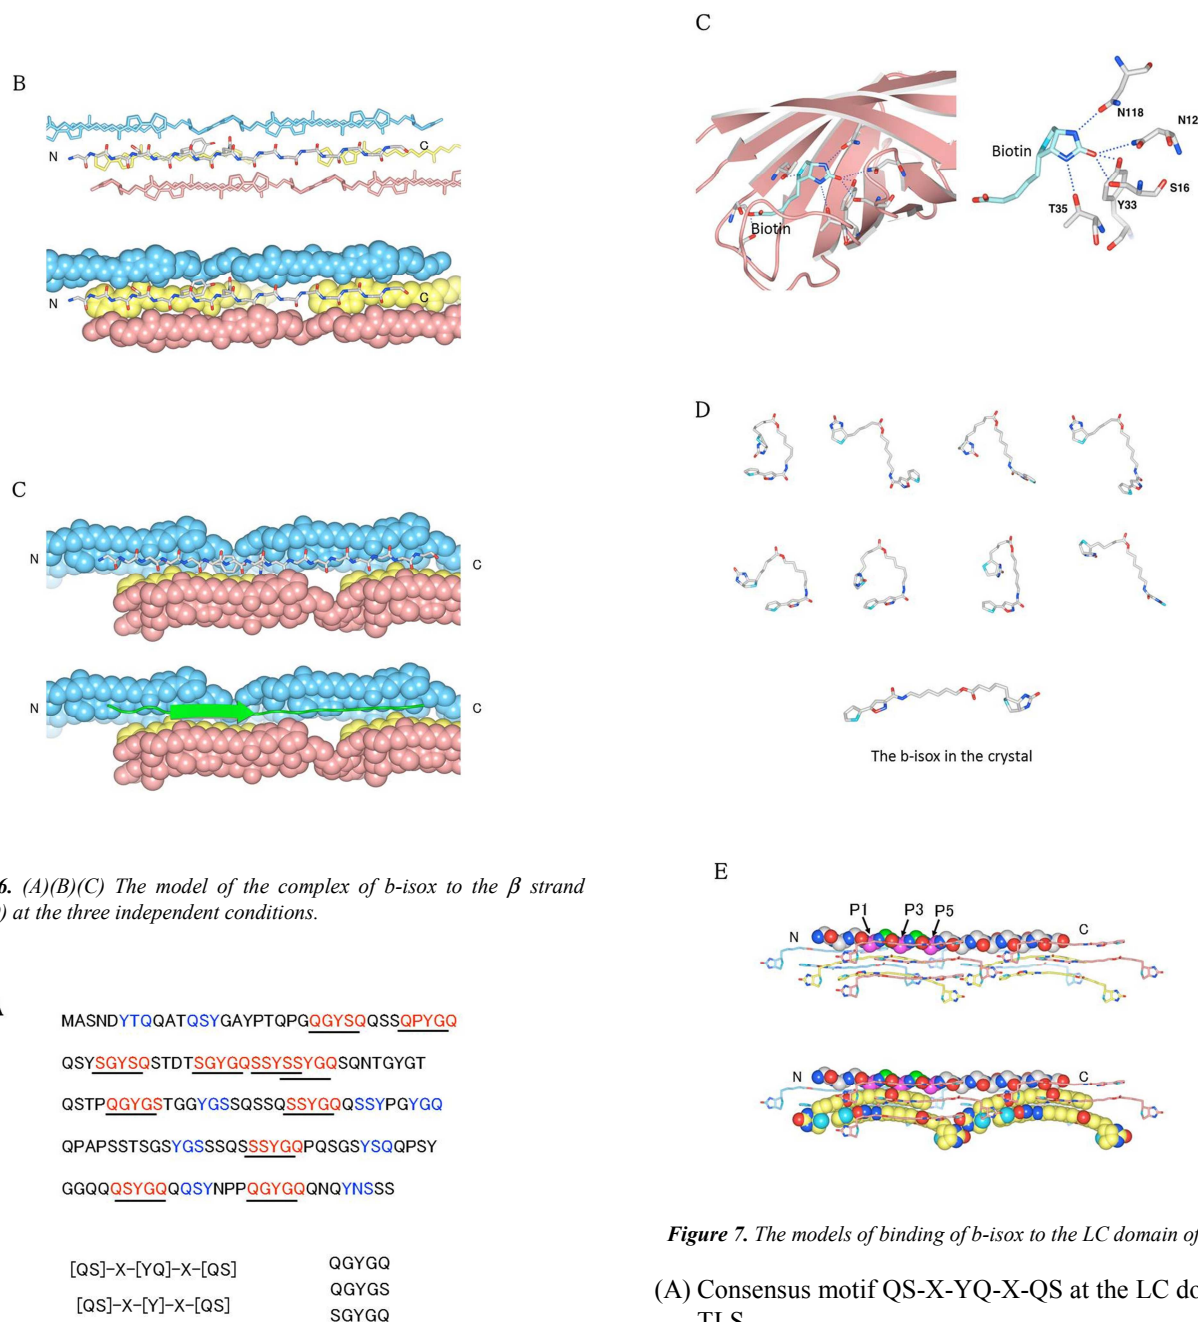 B
N
C
N
C
C
N
C
N
C
6. (A)(B)(C) The model of the complex of b-isox to the β strand
) at the three independent conditions.
MASNDYTQQATQSYGAYPTQPGQGYSQQSSQPYGQ
QSYSGYSQSTDTSGYGQSSYSSYGQSQNTGYGT
QSTPQGYGSTGGYGSSQSSQSSYGQQSSYPGYGQ
QPAPSSTSGSYGSSSQSSSYGQPQSGSYSQQPSY
GGQQQSYGQQQSYNPPQGYGQQNQYNSSS
[QS]-X-[YQ]-X-[QS]
[QS]-X-[Y]-X-[QS]
QGYGQ
QGYGS
SGYGQ
C
Biotin
Biotin
N118
N12
S16
Y33
T35
D
The b-isox in the crystal
E
P1 P3 P5
N
C
N
C
Figure 7. The models of binding of b-isox to the LC domain of
(A) Consensus motif QS-X-YQ-X-QS at the LC do
TLS